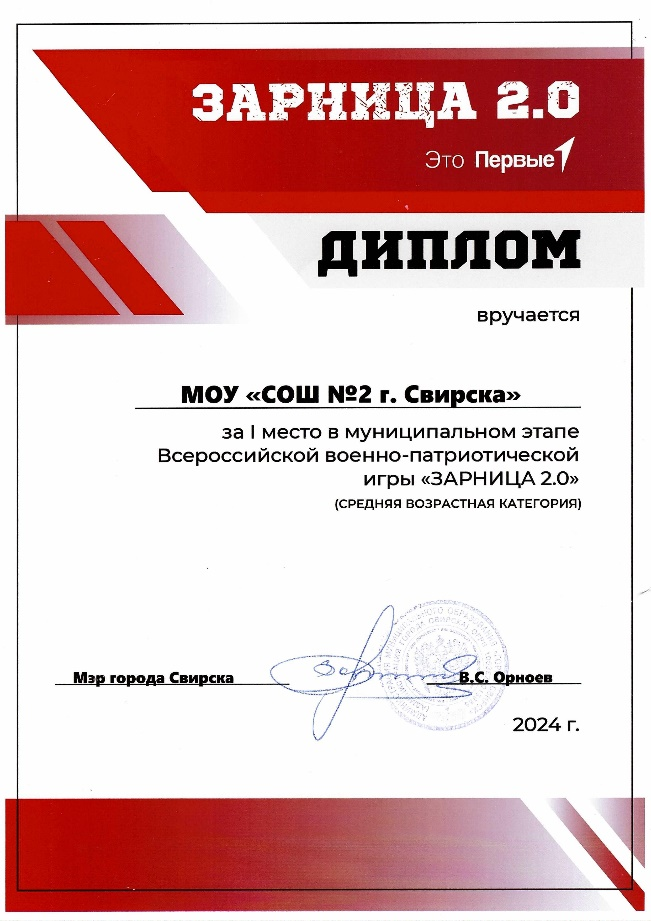 ЗАРНИЦА 2.0
Это Первые
ДИПЛОМ
вручается
МОУ «СОШ №2 г. Свирска»
за I место в муниципальном этапе
Всероссийской военно-патриотической
игры «ЗАРНИЦА 2.0»
(СРЕДНЯЯ ВОЗРАСТНАЯ КАТЕГОРИЯ)
Мэр города Свирска В.С. Орноев
2024 г.